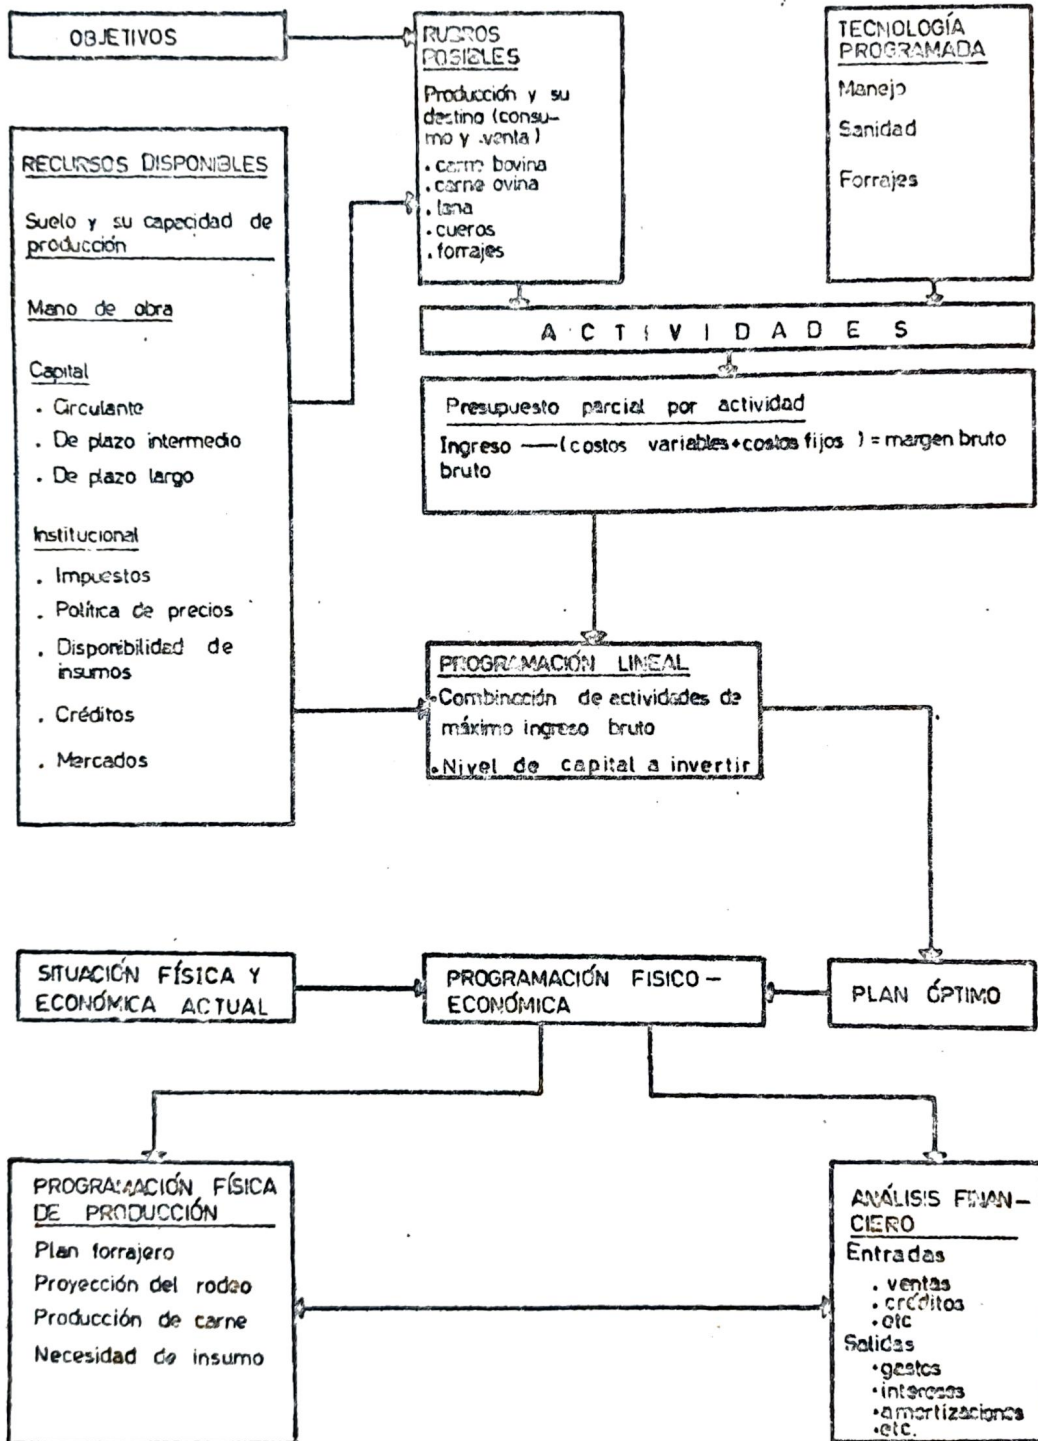 OBJETIVOS
RUBROS
POSIBLES
Producción y su
destino (consu-
mo y venta)
. carne bovina
. carne ovina
. lana
. cueros
. forrajes
TECNOLOGÍA
PROGRAMADA
Manejo
Sanidad
Forrajes
RECURSOS DISPONIBLES
Suelo y su capacidad de
producción
Mano de obra
Capital
. Circulante
. De plazo intermedio
. De plazo largo
Institucional
. Impuestos
. Política de precios
. Disponibilidad de
insumos
. Créditos
. Mercados
A C T I V I D A D E S
Presupuesto parcial por actividad
Ingreso —(costos variables+costos fijos ) = margen bruto
bruto
PROGRAMACIÓN LINEAL
. Combinación de actividades de
máximo ingreso bruto
. Nivel de capital a invertir
SITUACIÓN FÍSICA Y
ECONÓMICA ACTUAL
PROGRAMACIÓN FISICO —
ECONÓMICA
PLAN ÓPTIMO
PROGRAMACIÓN FÍSICA
DE PRODUCCIÓN
Plan forrajero
Proyección del rodeo
Producción de carne
Necesidad de insumo
ANÁLISIS FINAN—
CIERO
Entradas
. ventas
. créditos
. etc
Salidas
. gastos
. intereses
. amortizaciones
. etc.